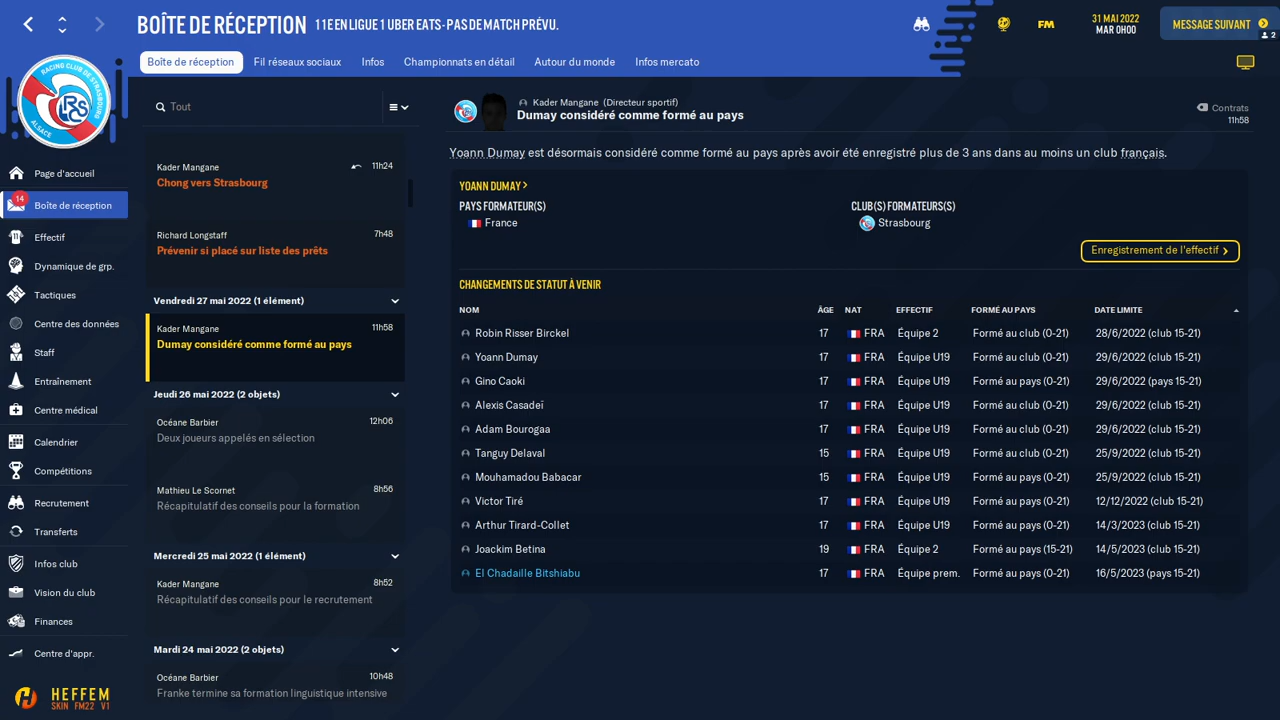 BOÎTE DE RÉCEPTION
11E EN LIGUE 1 UBER EATS - PAS DE MATCH PRÉVU.
FM
31 MAI 2022
MAR 0H00
MESSAGE SUIVANT
2
Boîte de réception
Fil réseaux sociaux
Infos
Championnats en détail
Autour du monde
Infos mercato
RACING CLUB DE STRASBOURG
RCS
ALSACE
Page d'accueil
14
Boîte de réception
Effectif
Dynamique de grp.
Tactiques
Centre des données
Staff
Entraînement
Centre médical
Calendrier
Compétitions
Recrutement
Transferts
Infos club
Vision du club
Finances
Centre d'appr.
HEFFEM
SKIN FM22 V1
Tout
Kader Mangane 11h24
Chong vers Strasbourg
Richard Longstaff 7h48
Prévenir si placé sur liste des prêts
Vendredi 27 mai 2022 (1 élément)
Kader Mangane 11h58
Dumay considéré comme formé au pays
Jeudi 26 mai 2022 (2 objets)
Océane Barbier 12h06
Deux joueurs appelés en sélection
Mathieu Le Scornet 8h56
Récapitulatif des conseils pour la formation
Mercredi 25 mai 2022 (1 élément)
Kader Mangane 8h52
Récapitulatif des conseils pour le recrutement
Mardi 24 mai 2022 (2 objets)
Océane Barbier 10h48
Franke termine sa formation linguistique intensive
Kader Mangane (Directeur sportif)
Dumay considéré comme formé au pays
Contrats
11h58
Yoann Dumay est désormais considéré comme formé au pays après avoir été enregistré plus de 3 ans dans au moins un club français.
YOANN DUMAY
PAYS FORMATEUR(S) CLUB(S) FORMATEURS(S)
France Strasbourg
Enregistrement de l'effectif
CHANGEMENTS DE STATUT À VENIR
NOM ÂGE NAT EFFECTIF FORMÉ AU PAYS DATE LIMITE
Robin Risser Birckel 17 FRA Équipe 2 Formé au club (0-21) 28/6/2022 (club 15-21)
Yoann Dumay 17 FRA Équipe U19 Formé au club (0-21) 29/6/2022 (club 15-21)
Gino Caoki 17 FRA Équipe U19 Formé au pays (0-21) 29/6/2022 (pays 15-21)
Alexis Casadeï 17 FRA Équipe U19 Formé au club (0-21) 29/6/2022 (club 15-21)
Adam Bourogaa 17 FRA Équipe U19 Formé au club (0-21) 29/6/2022 (club 15-21)
Tanguy Delaval 15 FRA Équipe U19 Formé au club (0-21) 25/9/2022 (club 15-21)
Mouhamadou Babacar 15 FRA Équipe U19 Formé au pays (0-21) 25/9/2022 (club 15-21)
Victor Tiré 17 FRA Équipe U19 Formé au pays (0-21) 12/12/2022 (club 15-21)
Arthur Tirard-Collet 17 FRA Équipe U19 Formé au pays (0-21) 14/3/2023 (club 15-21)
Joackim Betina 19 FRA Équipe 2 Formé au pays (15-21) 14/5/2023 (club 15-21)
El Chadaille Bitshiabu 17 FRA Équipe prem. Formé au pays (0-21) 16/5/2023 (pays 15-21)